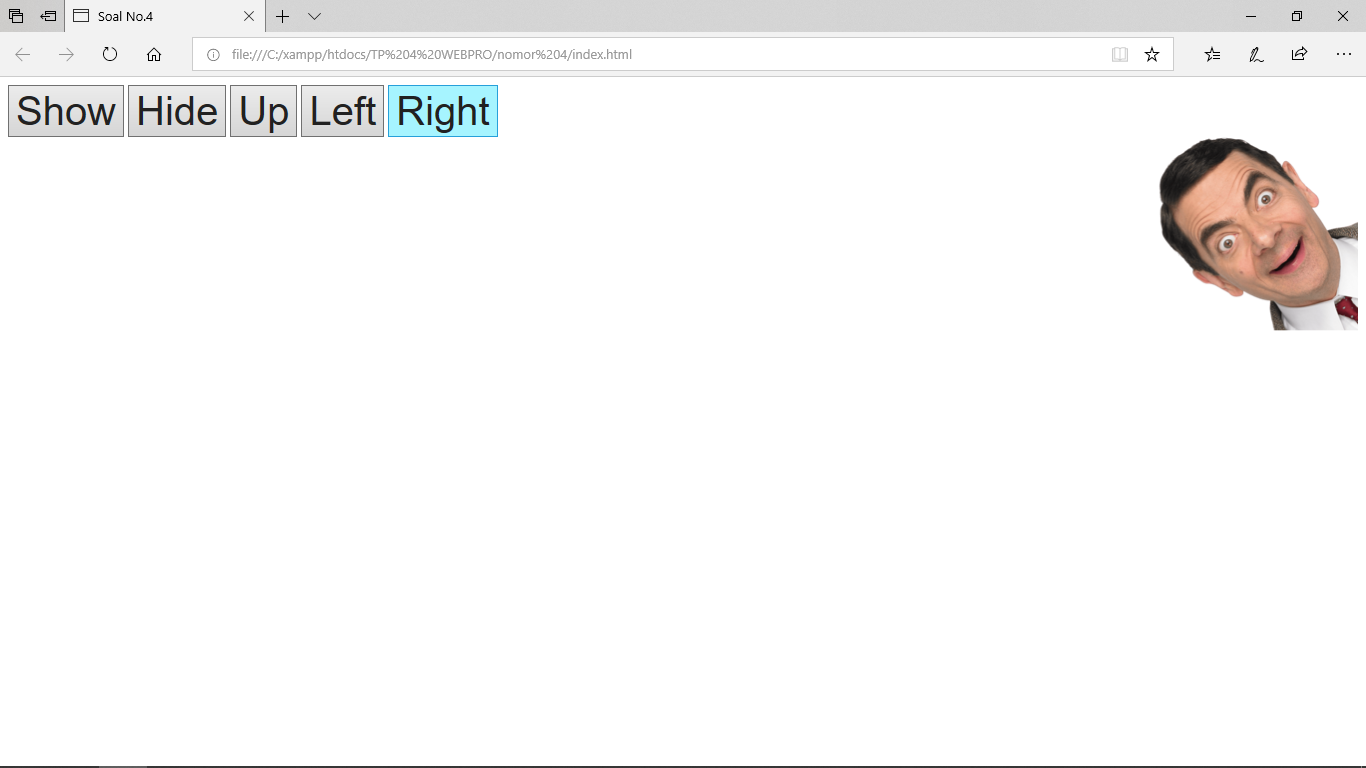 Soal No.4
file:///C:/xampp/htdocs/TP%204%20WEBPRO/nomor%204/index.html
Show Hide Up Left Right